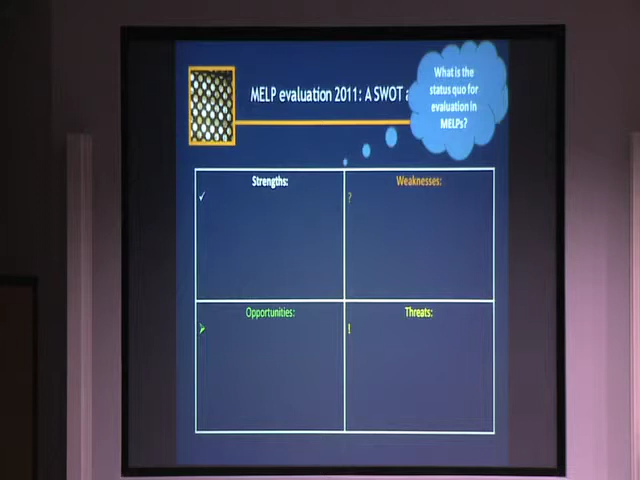 MELP evaluation 2011: A SWOT
What is the
status quo for
evaluation in
MELPs?
Strengths:
✓
Weaknesses:
?
Opportunities:
➢
Threats:
!